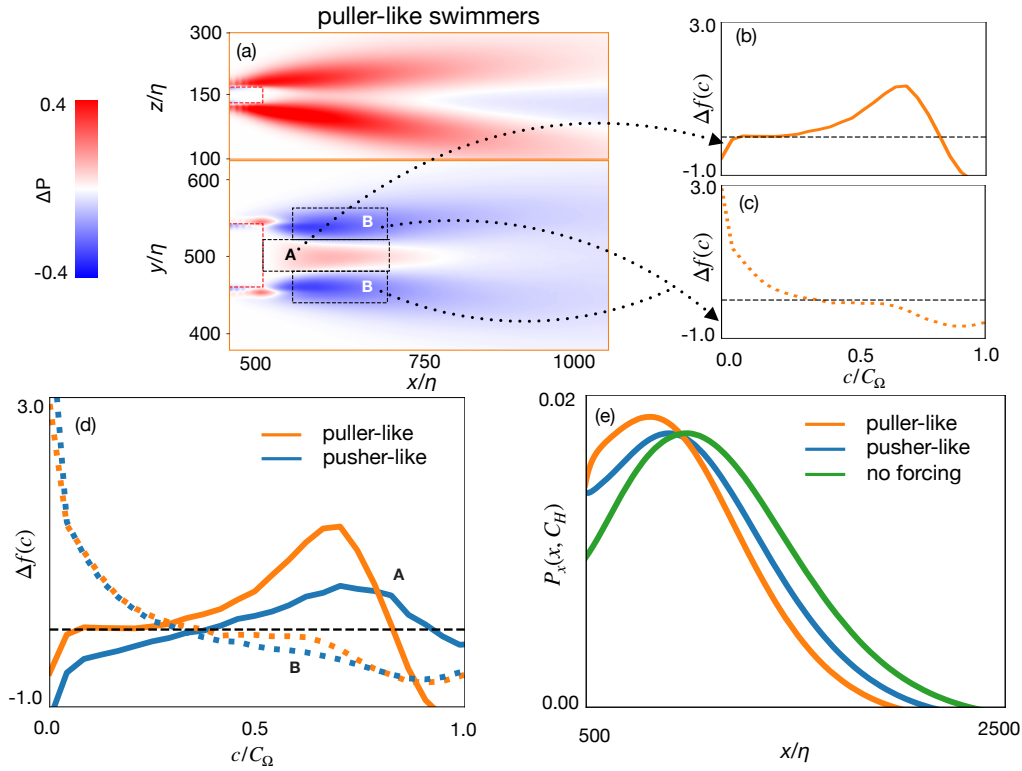 puller-like swimmers
(a)
300
150
100
z/η
0.4
ΔP
-0.4
600
500
400
y/η
B
A
B
500
750
1000
x/η
(b)
3.0
Δf(c)
-1.0
(c)
3.0
Δf(c)
-1.0
0.0
0.5
1.0
c/C_Ω
(d)
3.0
puller-like
pusher-like
Δf(c)
A
B
-1.0
0.0
0.5
1.0
c/C_Ω
0.02
(e)
puller-like
pusher-like
no forcing
P_x(x, C_H)
0.00
500
2500
x/η